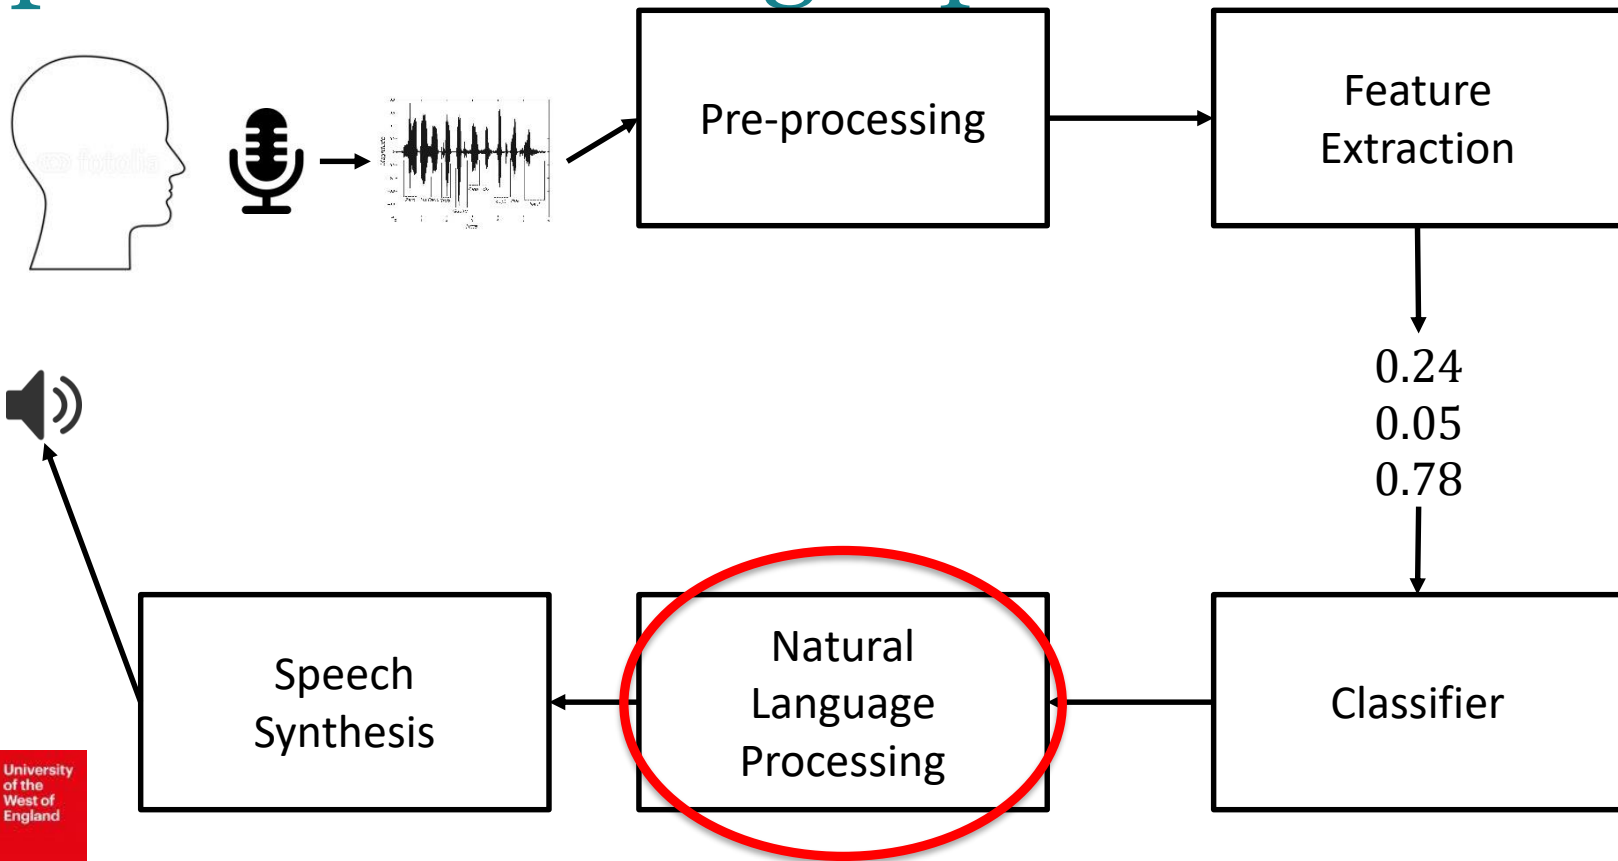 Pre-processing
Feature
Extraction
0.24
0.05
0.78
Speech
Synthesis
Natural
Language
Processing
Classifier
University
of the
West of
England